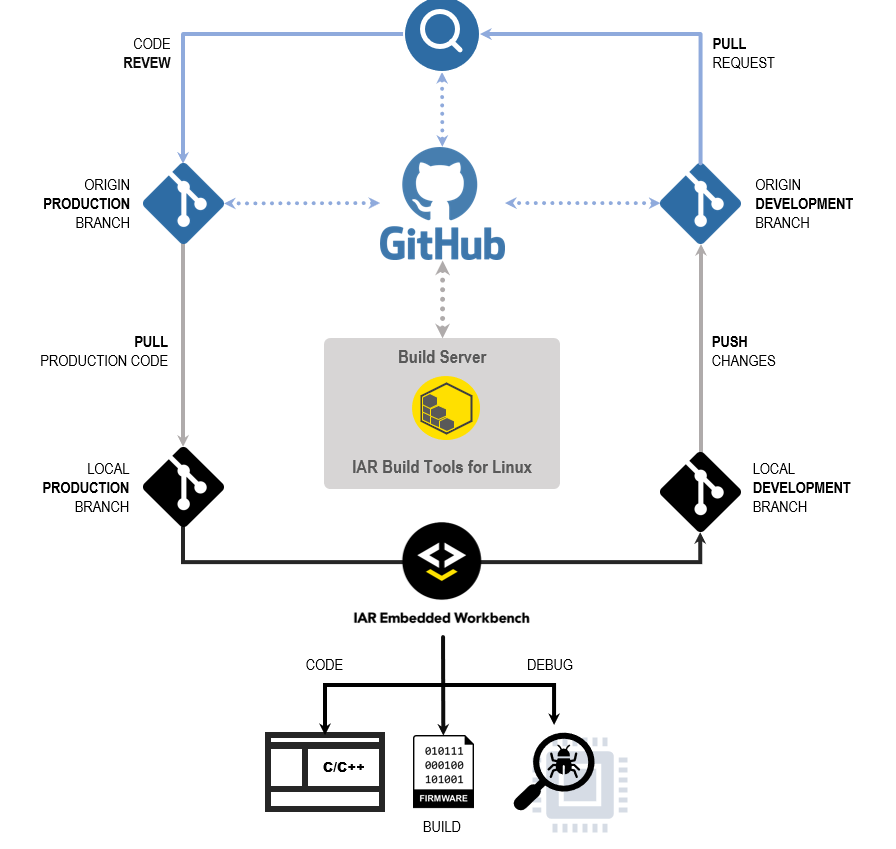 CODE
REVEW
PULL
REQUEST
ORIGIN
PRODUCTION
BRANCH
GitHub
ORIGIN
DEVELOPMENT
BRANCH
PULL
PRODUCTION CODE
Build Server
IAR Build Tools for Linux
PUSH
CHANGES
LOCAL
PRODUCTION
BRANCH
LOCAL
DEVELOPMENT
BRANCH
IAR Embedded Workbench
CODE
DEBUG
C/C++
010111
000100
101001
FIRMWARE
BUILD